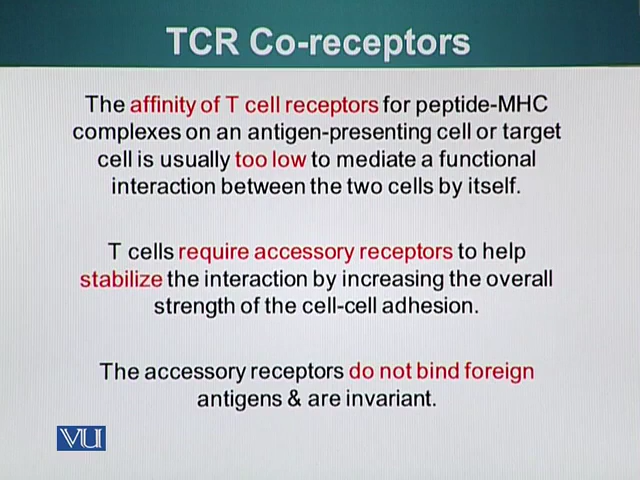 TCR Co-receptors
The affinity of T cell receptors for peptide-MHC
complexes on an antigen-presenting cell or target
cell is usually too low to mediate a functional
interaction between the two cells by itself.
T cells require accessory receptors to help
stabilize the interaction by increasing the overall
strength of the cell-cell adhesion.
The accessory receptors do not bind foreign
antigens & are invariant.
VU